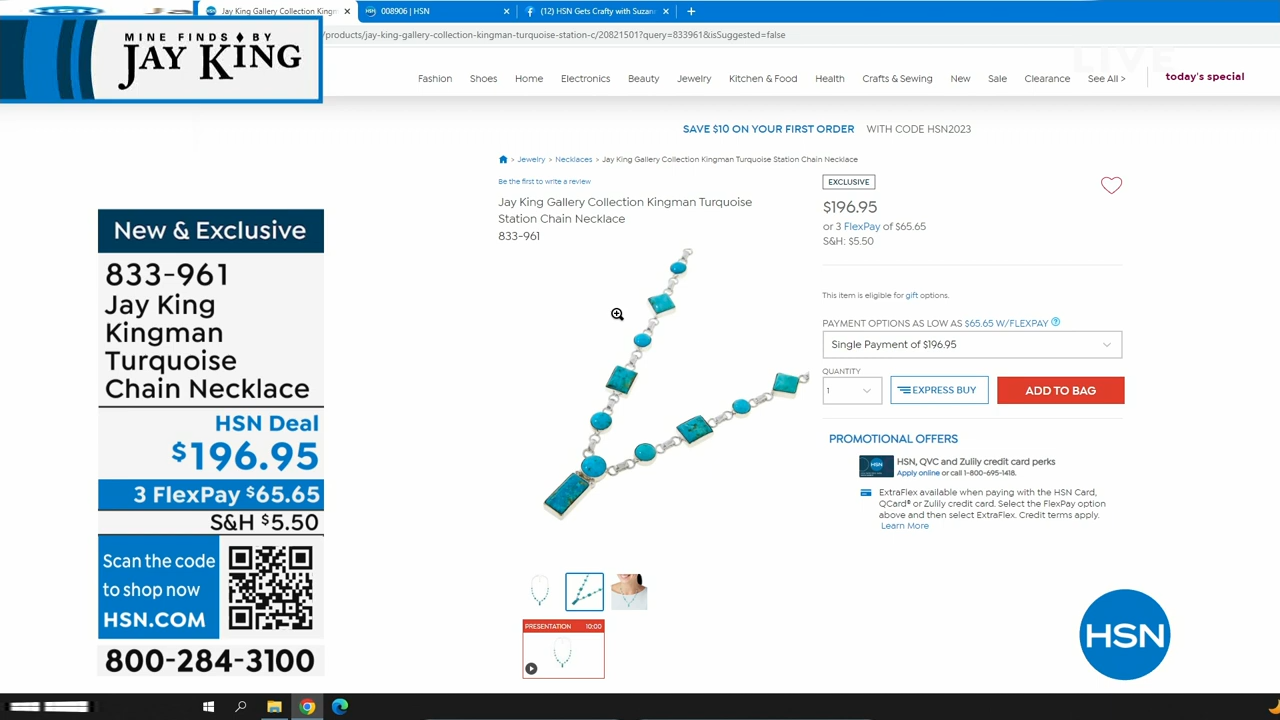 Jay King Gallery Collection Kingm
008906 | HSN
(12) HSN Gets Crafty with Suzan
MINE FINDS BY
JAY KING
/products/jay-king-gallery-collection-kingman-turquoise-station-c/20821501?query=833961&isSuggested=false
LIVE
Fashion Shoes Home Electronics Beauty Jewelry Kitchen & Food Health Crafts & Sewing New Sale Clearance See All > today's special
SAVE $10 ON YOUR FIRST ORDER WITH CODE HSN2023
> Jewelry > Necklaces > Jay King Gallery Collection Kingman Turquoise Station Chain Necklace
Be the first to write a review
Jay King Gallery Collection Kingman Turquoise
Station Chain Necklace
833-961
EXCLUSIVE
$196.95
or 3 FlexPay of $65.65
S&H: $5.50
This item is eligible for gift options.
PAYMENT OPTIONS AS LOW AS $65.65 W/FLEXPAY ?
Single Payment of $196.95
QUANTITY
1
EXPRESS BUY
ADD TO BAG
PROMOTIONAL OFFERS
HSN, QVC and Zulily credit card perks
Apply online or call 1-800-695-1418.
ExtraFlex available when paying with the HSN Card,
QCard® or Zulily credit card. Select the FlexPay option
above and then select ExtraFlex. Credit terms apply.
Learn More
PRESENTATION 10:00
New & Exclusive
833-961
Jay King
Kingman
Turquoise
Chain Necklace
HSN Deal
$196.95
3 FlexPay $65.65
S&H $5.50
Scan the code
to shop now
HSN.COM
800-284-3100
HSN